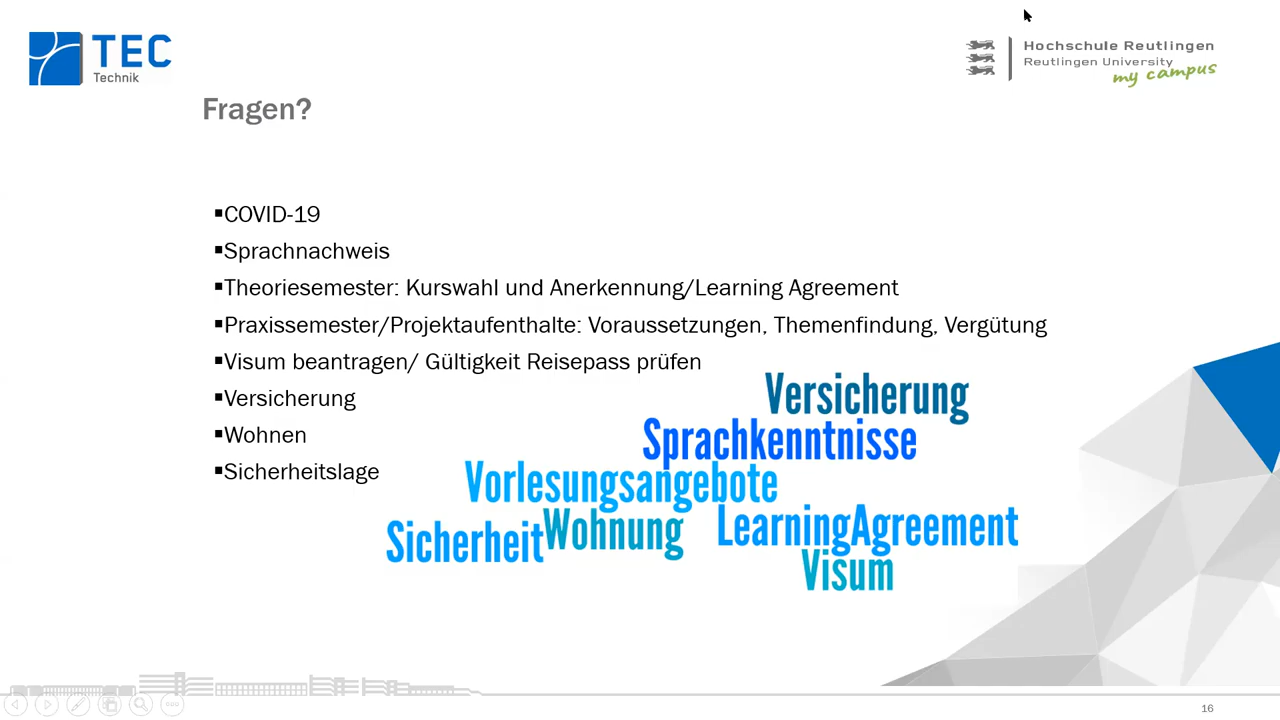 TEC
Technik
Hochschule Reutlingen
Reutlingen University
my campus
Fragen?
▪COVID-19
▪Sprachnachweis
▪Theoriesemester: Kurswahl und Anerkennung/Learning Agreement
▪Praxissemester/Projektaufenthalte: Voraussetzungen, Themenfindung, Vergütung
▪Visum beantragen/ Gültigkeit Reisepass prüfen
▪Versicherung
▪Wohnen
▪Sicherheitslage
Versicherung
Sprachkenntnisse
Vorlesungsangebote
Sicherheit Wohnung LearningAgreement
Visum
16